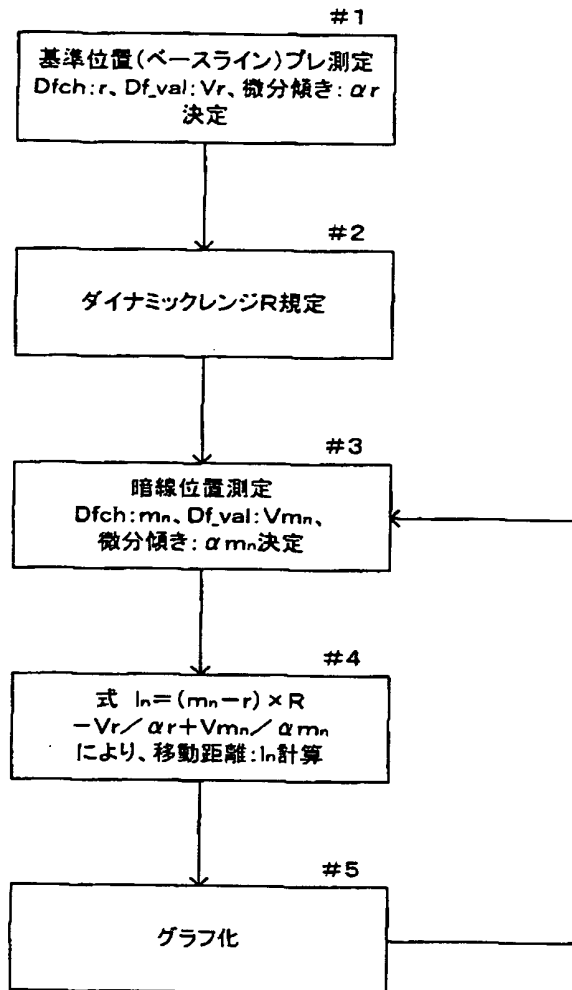 #1
基準位置(ベースライン)プレ測定
Dfch:r、Df_val:Vr、微分傾き:αr
決定
#2
ダイナミックレンジR規定
#3
暗線位置測定
Dfch:mn、Df_val:Vmn、
微分傾き:αmn決定
#4
式 ln=(mn-r)×R
-Vr/αr+Vmn/αmn
により、移動距離:ln計算
#5
グラフ化